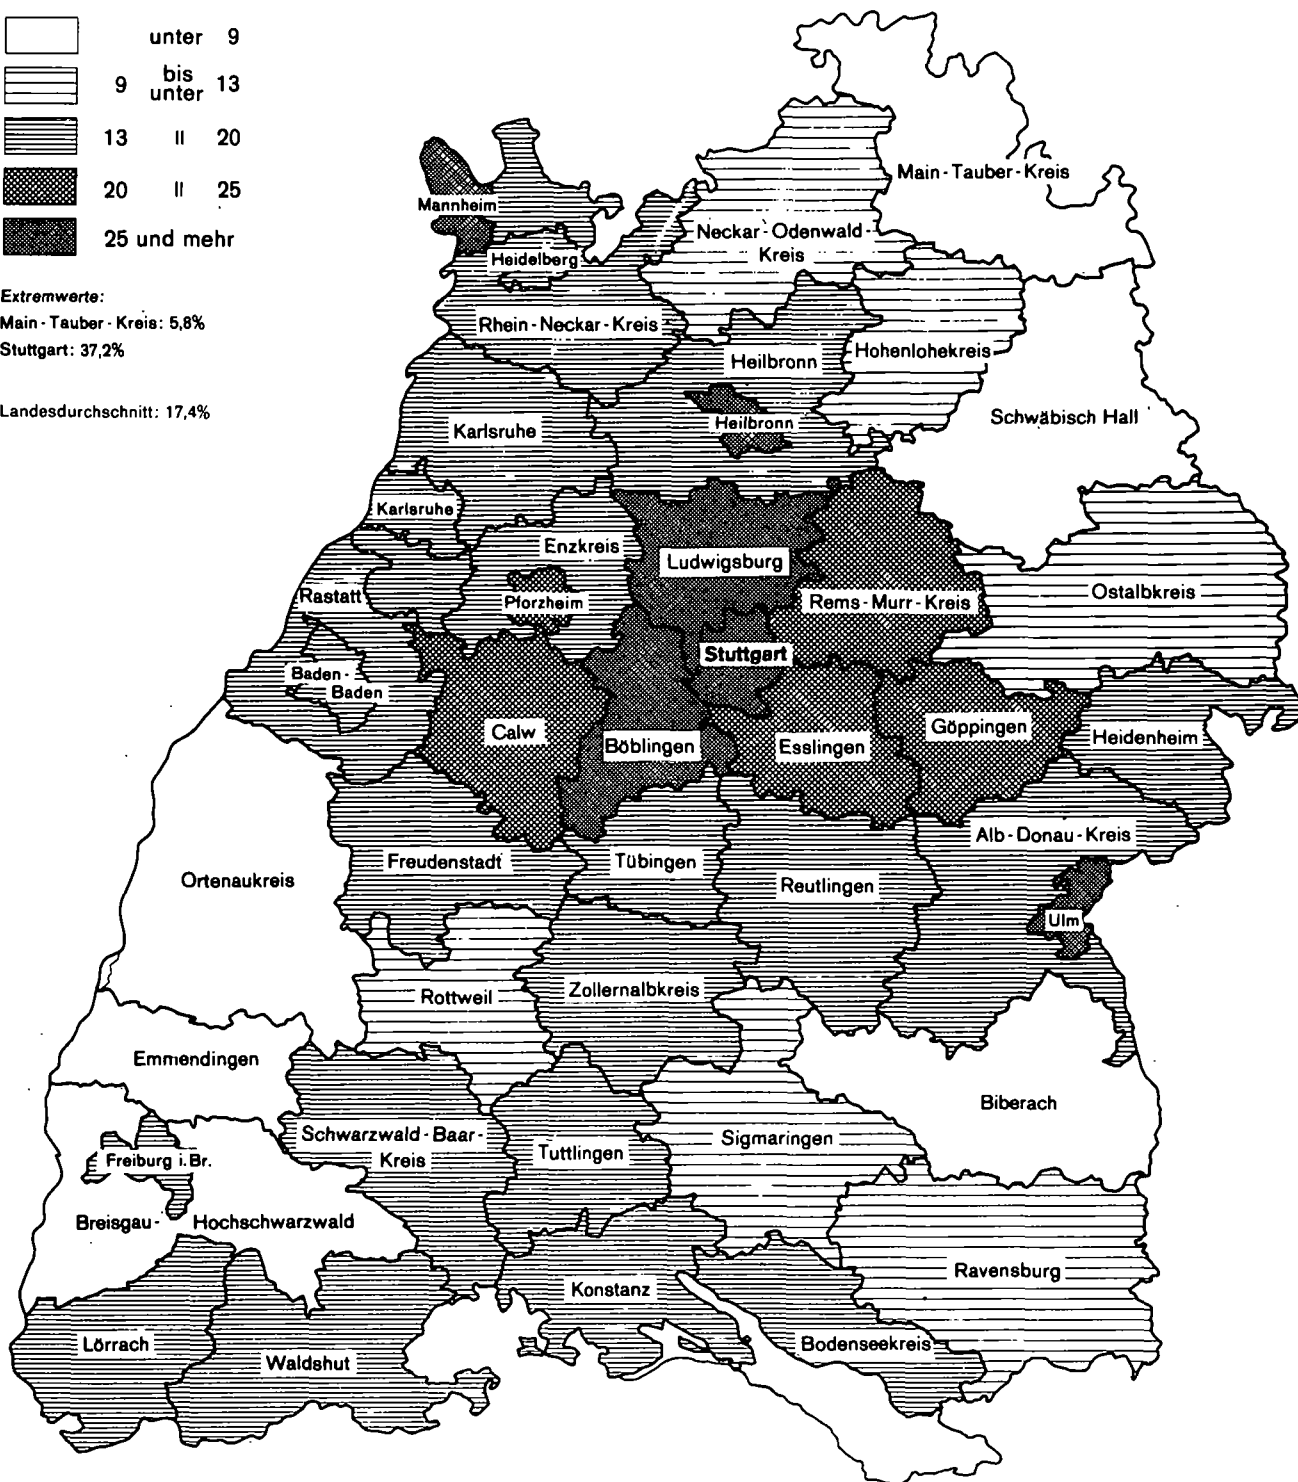 unter 9
9 bis unter 13
13 " 20
20 " 25
25 und mehr
Extremwerte:
Main-Tauber-Kreis: 5,8%
Stuttgart: 37,2%
Landesdurchschnitt: 17,4%
Main-Tauber-Kreis
Mannheim
Neckar-Odenwald-
Kreis
Heidelberg
Rhein-Neckar-Kreis
Heilbronn
Hohenlohekreis
Schwäbisch Hall
Heilbronn
Karlsruhe
Karlsruhe
Enzkreis
Ludwigsburg
Rastatt
Pforzheim
Rems-Murr-Kreis
Ostalbkreis
Stuttgart
Baden-
Baden
Calw
Böblingen
Esslingen
Göppingen
Heidenheim
Alb-Donau-Kreis
Freudenstadt
Tübingen
Reutlingen
Ortenaukreis
Ulm
Rottweil
Zollernalbkreis
Emmendingen
Biberach
Schwarzwald-Baar-
Kreis
Tuttlingen
Sigmaringen
Freiburg i.Br.
Breisgau-Hochschwarzwald
Ravensburg
Konstanz
Lörrach
Waldshut
Bodenseekreis